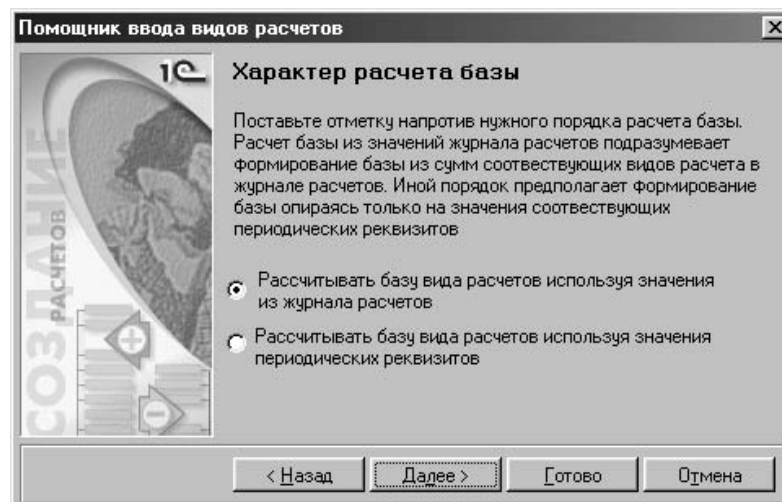 Помощник ввода видов расчетов
1С
СОЗДАНИЕ
РАСЧЕТОВ
Характер расчета базы
Поставьте отметку напротив нужного порядка расчета базы.
Расчет базы из значений журнала расчетов подразумевает
формирование базы из сумм соотвествующих видов расчета в
журнале расчетов. Иной порядок предполагает формирование
базы опираясь только на значения соотвествующих
периодических реквизитов
Рассчитывать базу вида расчетов используя значения
из журнала расчетов
Рассчитывать базу вида расчетов используя значения
периодических реквизитов
< Назад Далее > Готово Отмена